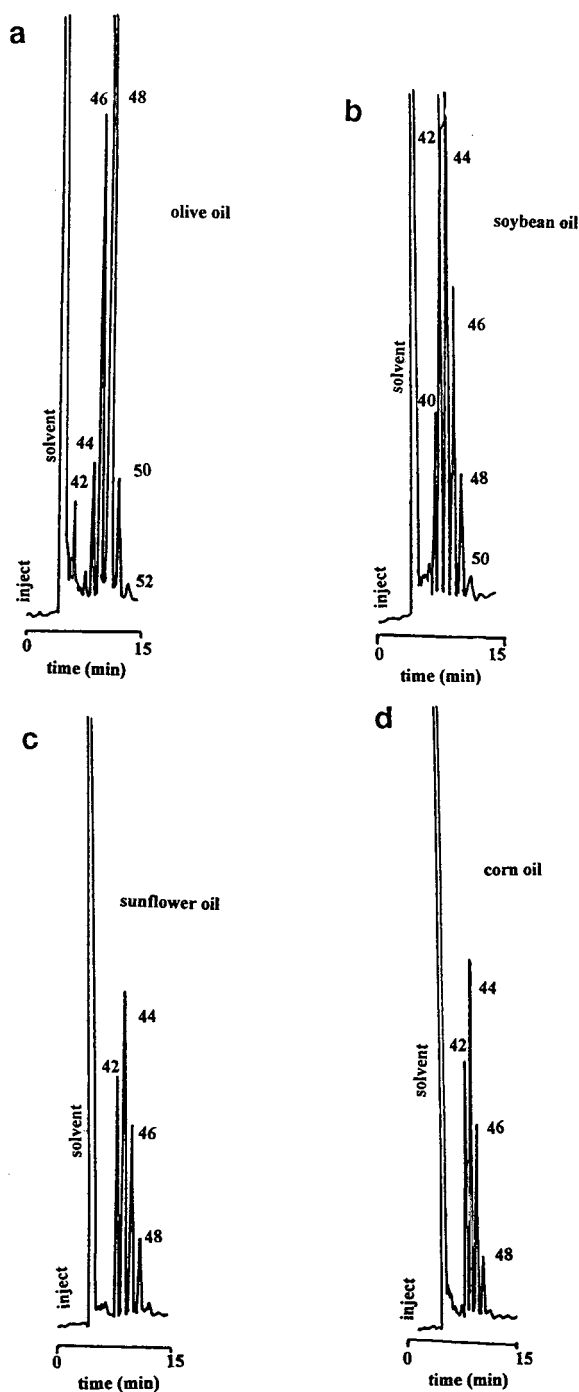 a
46 48
olive oil
solvent
44
42
50
52
inject
0 15
time (min)
b
42
44
soybean oil
46
solvent
40
48
50
inject
0 15
time (min)
c
sunflower oil
44
42
solvent
46
48
inject
0 15
time (min)
d
corn oil
44
42
solvent
46
48
inject
0 15
time (min)